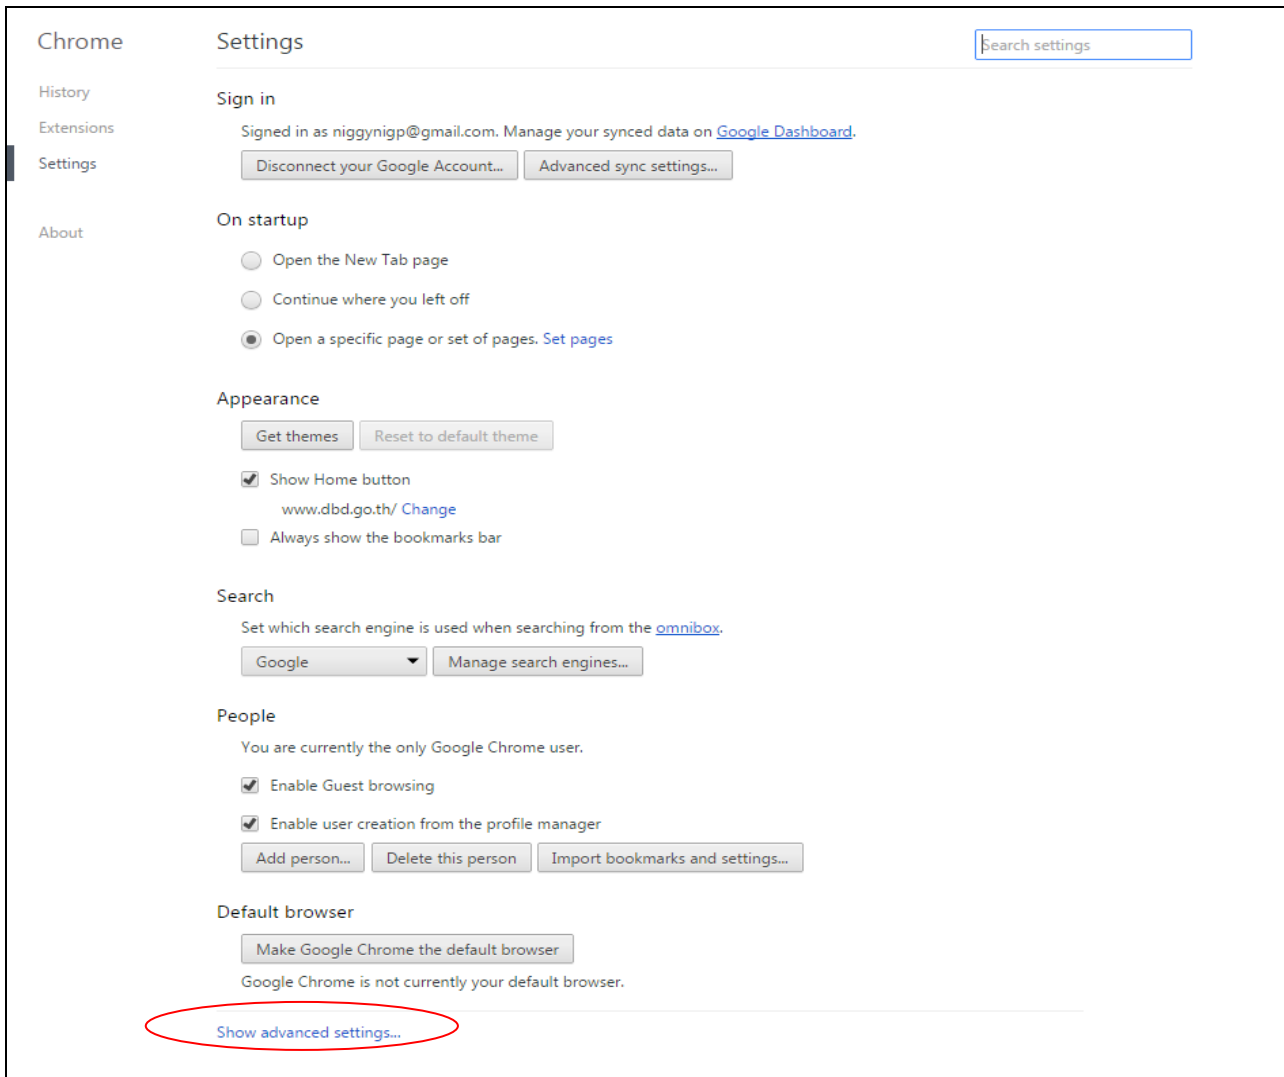 Chrome
Settings
Search settings
History
Extensions
Settings
About
Sign in
Signed in as niggynigp@gmail.com. Manage your synced data on Google Dashboard.
Disconnect your Google Account... Advanced sync settings...
On startup
Open the New Tab page
Continue where you left off
Open a specific page or set of pages. Set pages
Appearance
Get themes Reset to default theme
Show Home button
www.dbd.go.th/ Change
Always show the bookmarks bar
Search
Set which search engine is used when searching from the omnibox.
Google Manage search engines...
People
You are currently the only Google Chrome user.
Enable Guest browsing
Enable user creation from the profile manager
Add person... Delete this person Import bookmarks and settings...
Default browser
Make Google Chrome the default browser
Google Chrome is not currently your default browser.
Show advanced settings...